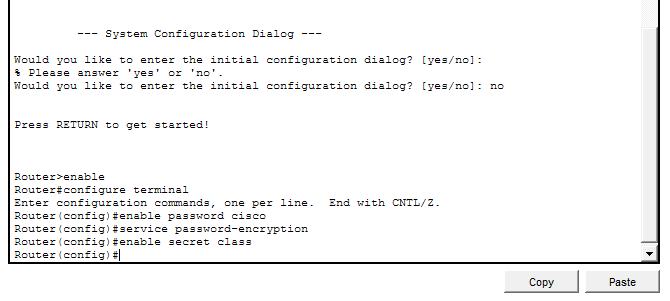 --- System Configuration Dialog ---
Would you like to enter the initial configuration dialog? [yes/no]:
% Please answer 'yes' or 'no'.
Would you like to enter the initial configuration dialog? [yes/no]: no
Press RETURN to get started!
Router>enable
Router#configure terminal
Enter configuration commands, one per line.  End with CNTL/Z.
Router(config)#enable password cisco
Router(config)#service password-encryption
Router(config)#enable secret class
Router(config)#
Copy
Paste